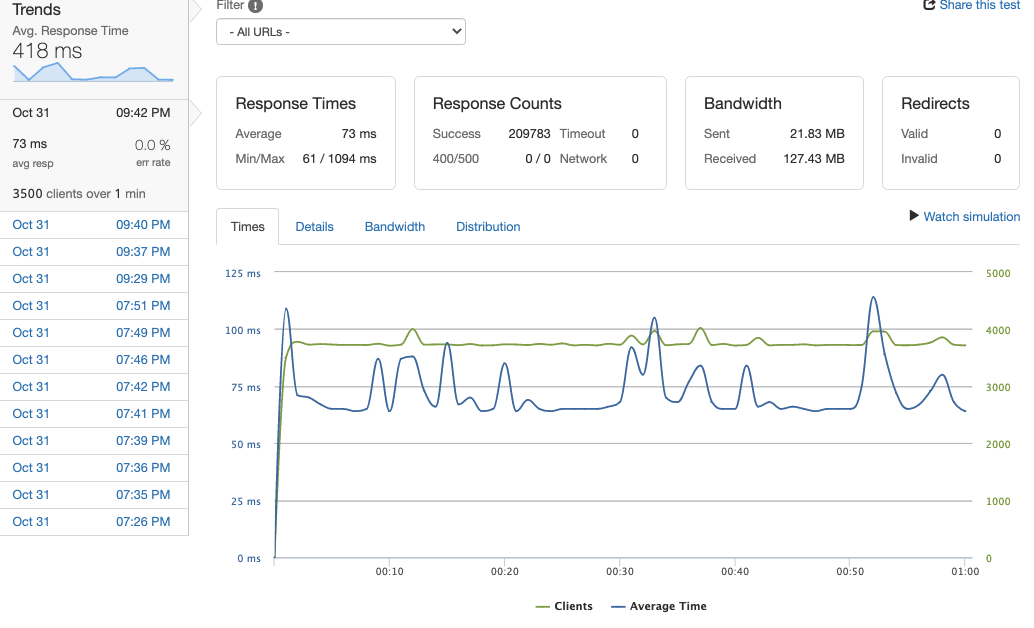 Trends
Avg. Response Time
418 ms
Oct 31 09:42 PM
73 ms 0.0 %
avg resp err rate
3500 clients over 1 min
Oct 31 09:40 PM
Oct 31 09:37 PM
Oct 31 09:29 PM
Oct 31 07:51 PM
Oct 31 07:49 PM
Oct 31 07:46 PM
Oct 31 07:42 PM
Oct 31 07:41 PM
Oct 31 07:39 PM
Oct 31 07:36 PM
Oct 31 07:35 PM
Oct 31 07:26 PM
Filter !
Share this test
- All URLs -
Response Times
Average 73 ms
Min/Max 61 / 1094 ms
Response Counts
Success 209783 Timeout 0
400/500 0 / 0 Network 0
Bandwidth
Sent 21.83 MB
Received 127.43 MB
Redirects
Valid 0
Invalid 0
Times Details Bandwidth Distribution
Watch simulation
125 ms 5000
100 ms 4000
75 ms 3000
50 ms 2000
25 ms 1000
0 ms 0
00:10 00:20 00:30 00:40 00:50 01:00
Clients Average Time